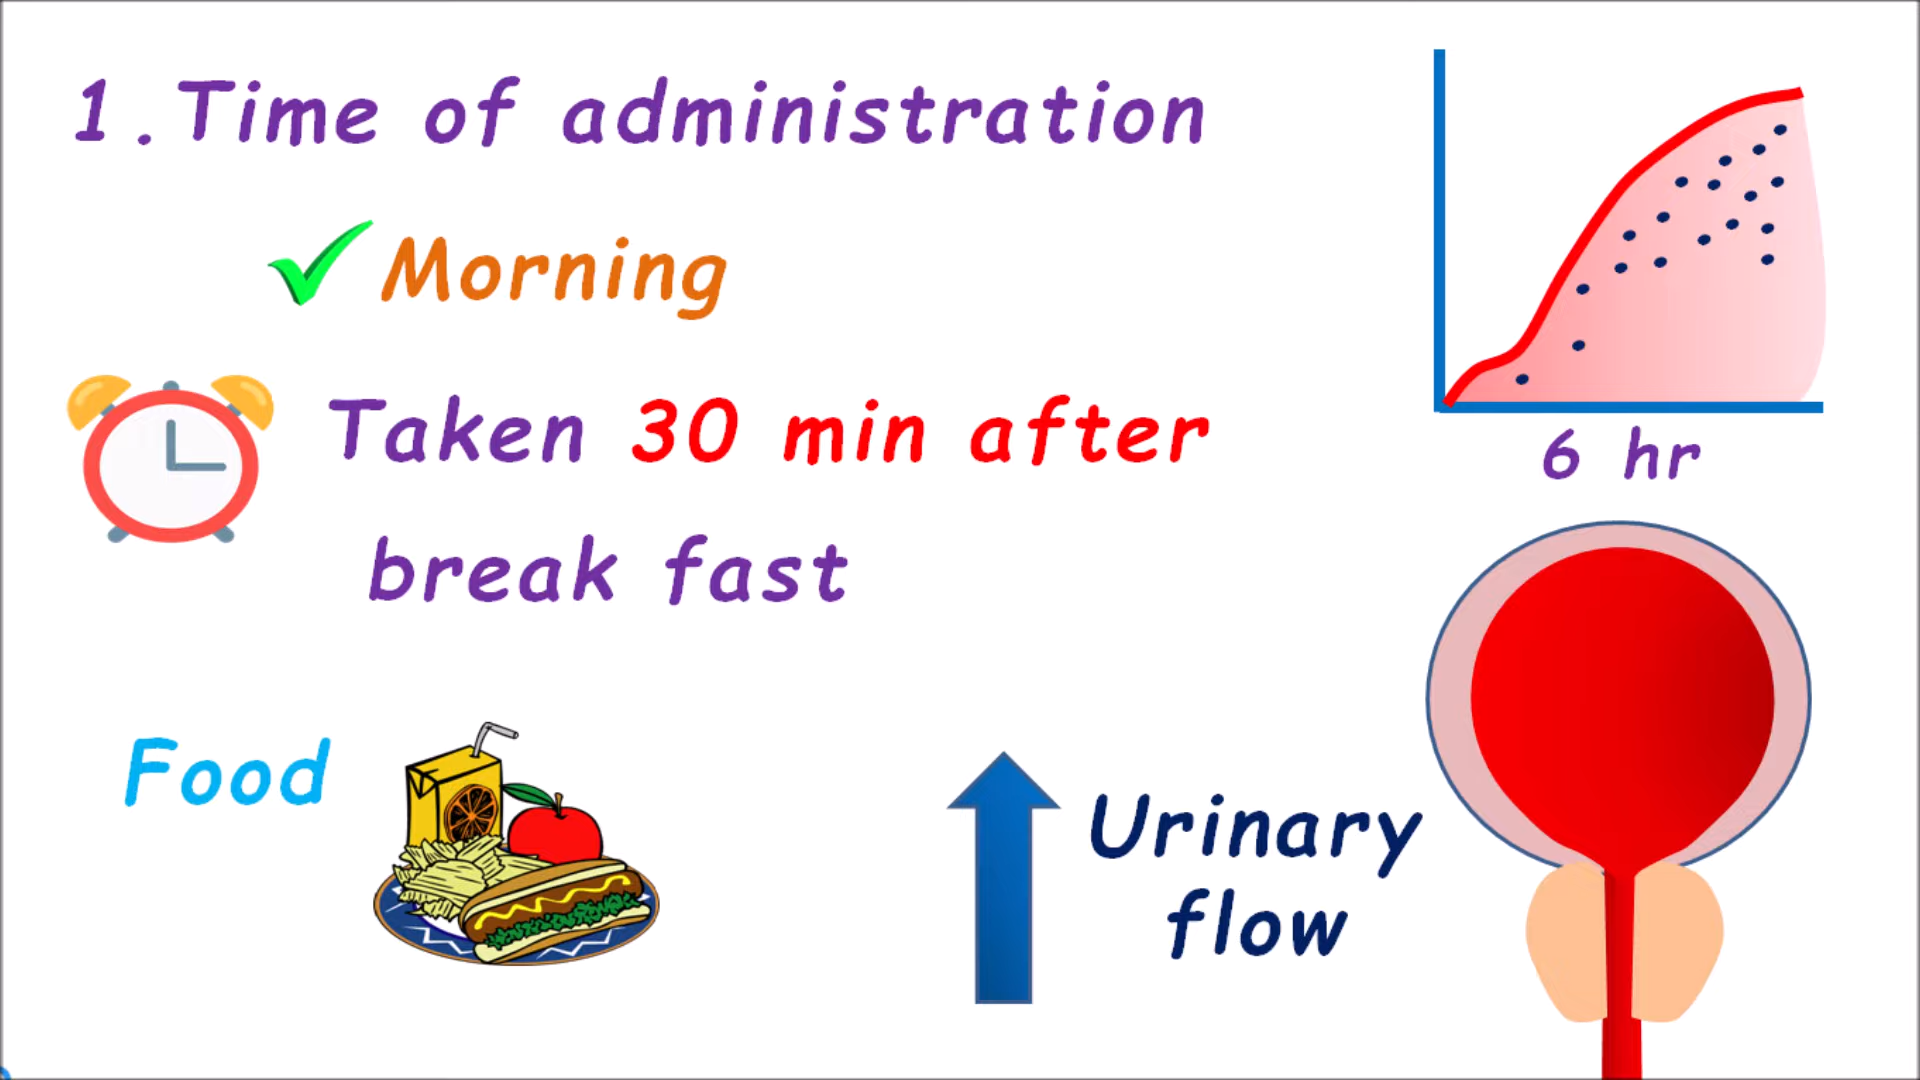 1.Time of administration
Morning
Taken 30 min after
break fast
6 hr
Food
Urinary
flow